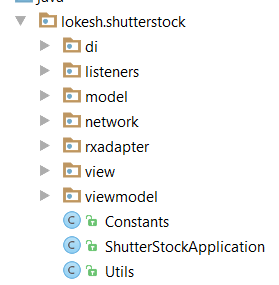 java
lokesh.shutterstock
di
listeners
model
network
rxadapter
view
viewmodel
Constants
ShutterStockApplication
Utils